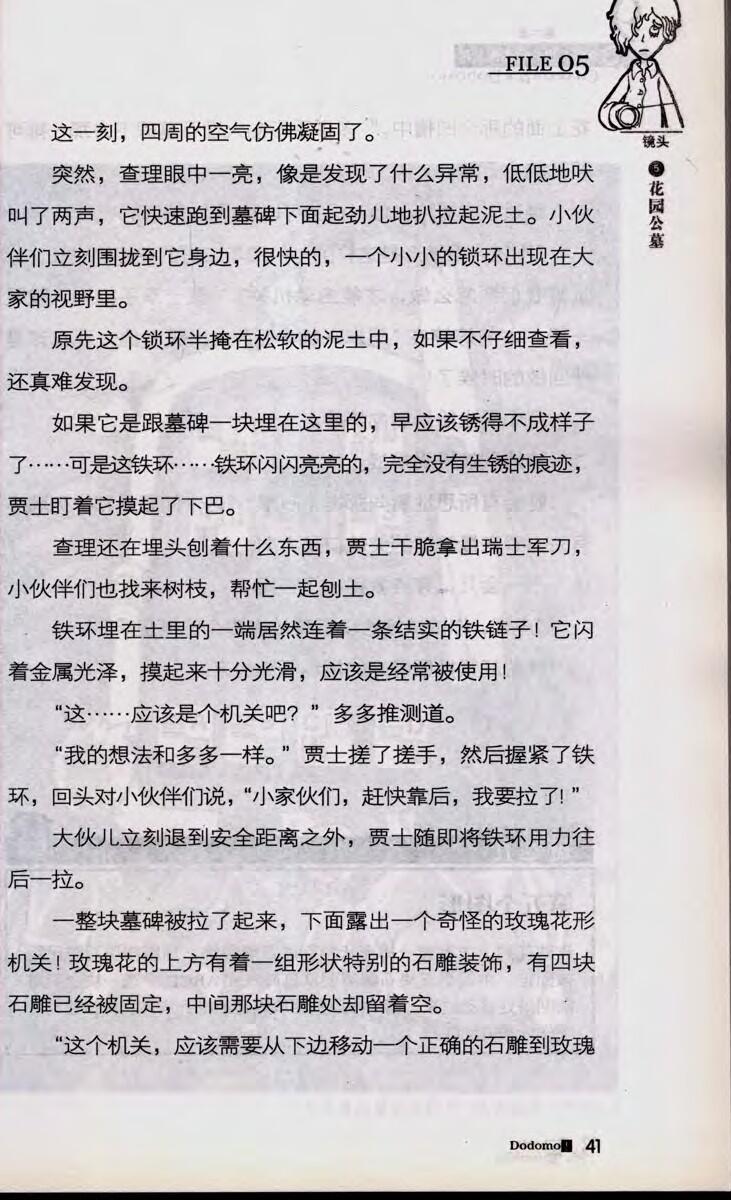 FILE 05
镜头
❺花园公墓
这一刻，四周的空气仿佛凝固了。
突然，查理眼中一亮，像是发现了什么异常，低低地吠
叫了两声，它快速跑到墓碑下面起劲儿地扒拉起泥土。小伙
伴们立刻围拢到它身边，很快的，一个小小的锁环出现在大
家的视野里。
原先这个锁环半掩在松软的泥土中，如果不仔细查看，
还真难发现。
如果它是跟墓碑一块埋在这里的，早应该锈得不成样子
了……可是这铁环……铁环闪闪亮亮的，完全没有生锈的痕迹，
贾士盯着它摸起了下巴。
查理还在埋头刨着什么东西，贾士干脆拿出瑞士军刀，
小伙伴们也找来树枝，帮忙一起刨土。
铁环埋在土里的一端居然连着一条结实的铁链子！它闪
着金属光泽，摸起来十分光滑，应该是经常被使用！
“这……应该是个机关吧？”多多推测道。
“我的想法和多多一样。”贾士搓了搓手，然后握紧了铁
环，回头对小伙伴们说，“小家伙们，赶快靠后，我要拉了！”
大伙儿立刻退到安全距离之外，贾士随即将铁环用力往
后一拉。
一整块墓碑被拉了起来，下面露出一个奇怪的玫瑰花形
机关！玫瑰花的上方有着一组形状特别的石雕装饰，有四块
石雕已经被固定，中间那块石雕处却留着空。
“这个机关，应该需要从下边移动一个正确的石雕到玫瑰
Dodomo! 41